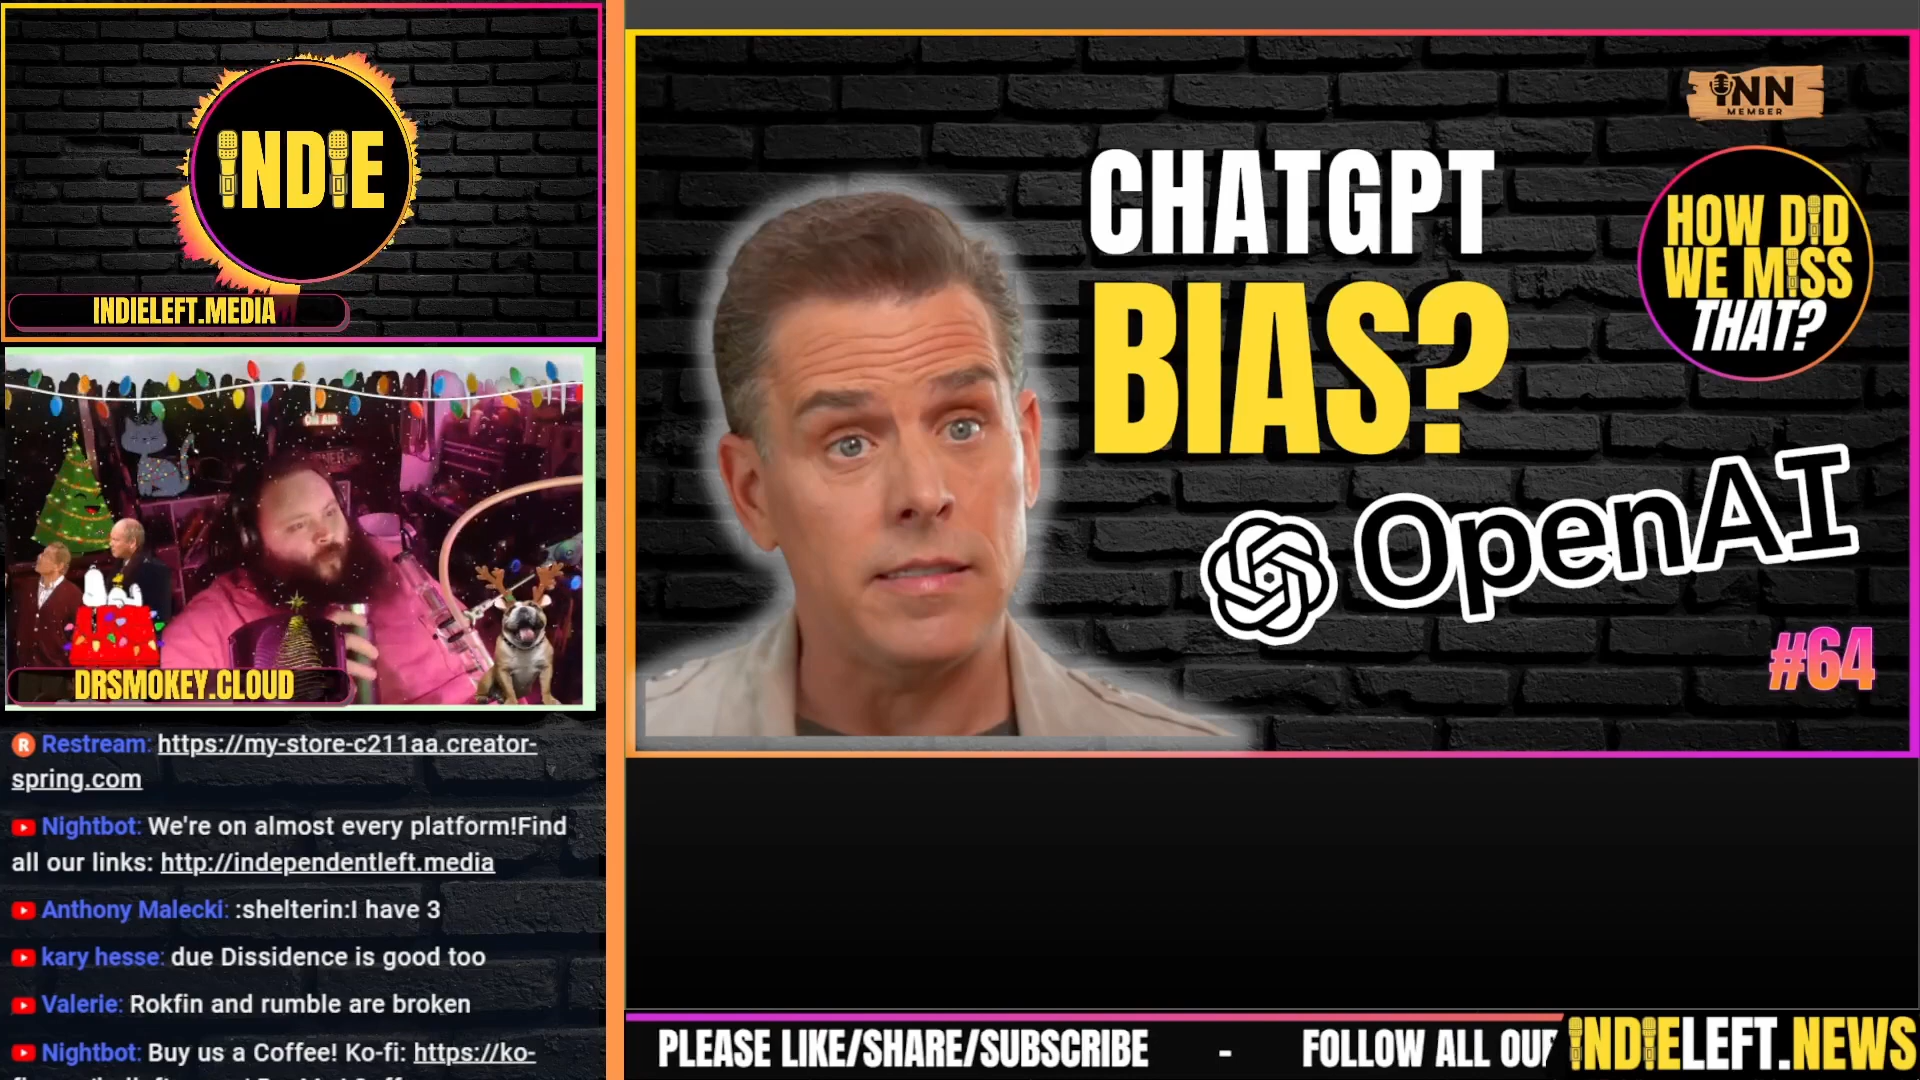 INDIE
INDIELEFT.MEDIA
ON AIR
DRSMOKEY.CLOUD
Restream: https://my-store-c211aa.creator-
spring.com
Nightbot: We're on almost every platform!Find
all our links: http://independentleft.media
Anthony Malecki: :shelterin:I have 3
kary hesse: due Dissidence is good too
Valerie: Rokfin and rumble are broken
Nightbot: Buy us a Coffee! Ko-fi: https://ko-
INN
MEMBER
CHATGPT
BIAS?
HOW DID
WE MISS
THAT?
OpenAI
#64
PLEASE LIKE/SHARE/SUBSCRIBE - FOLLOW ALL OUR
INDIELEFT.NEWS